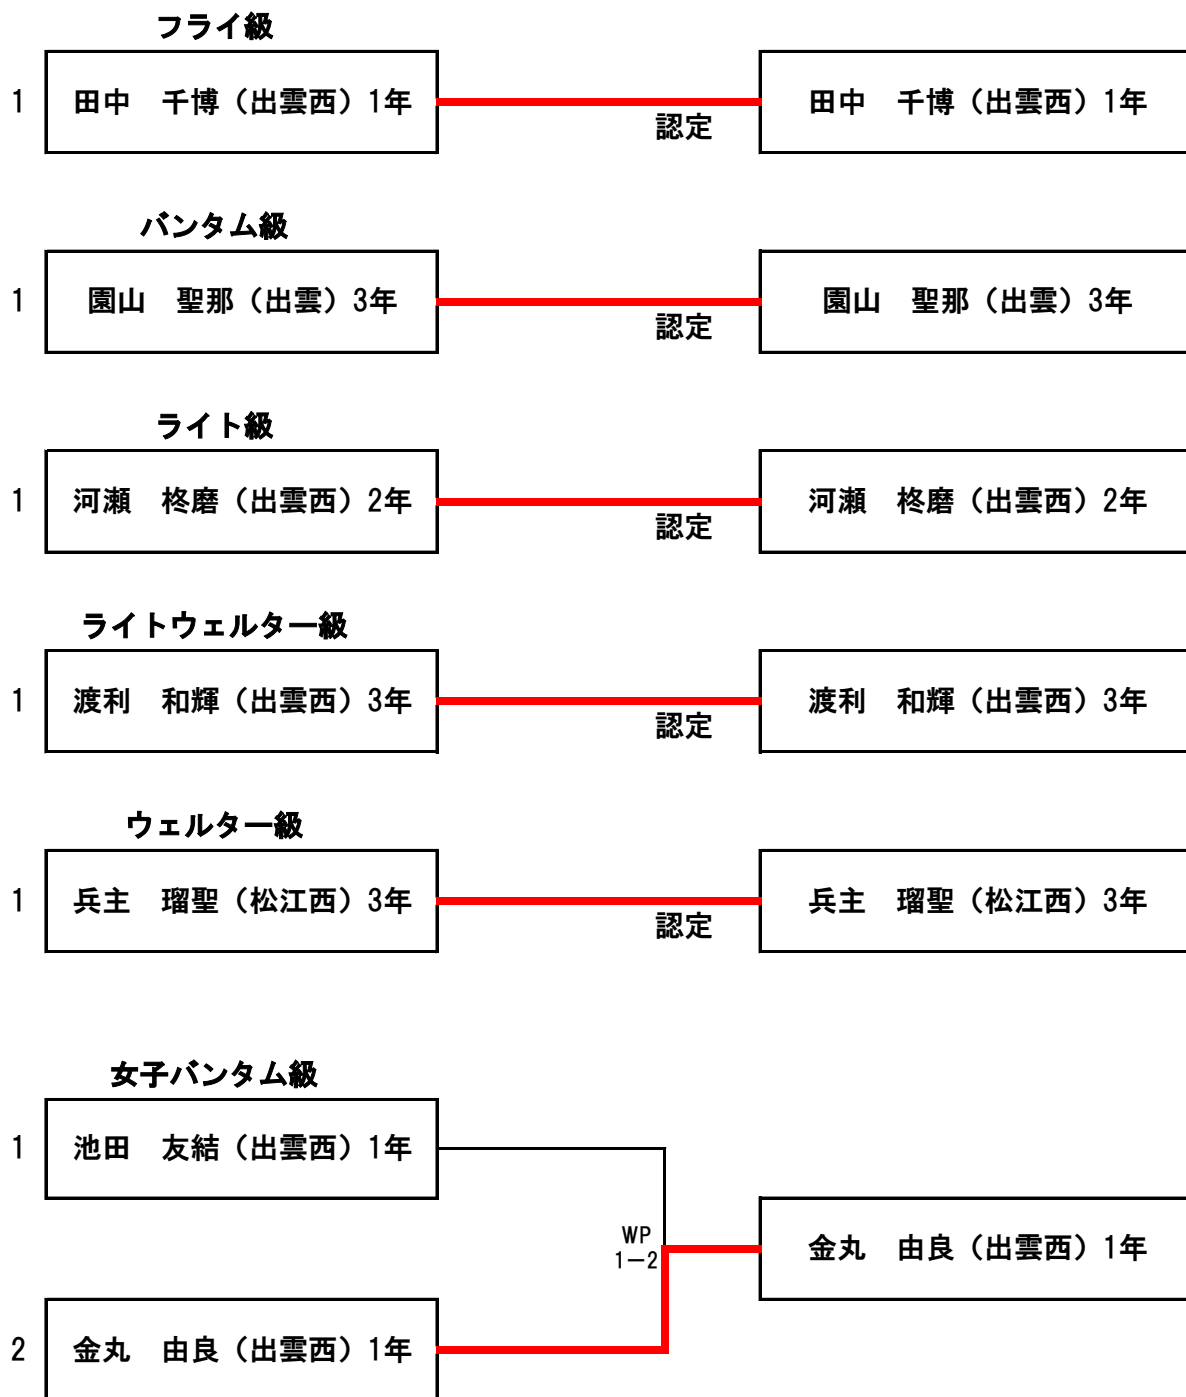 フライ級
1 田中　千博（出雲西）1年 田中　千博（出雲西）1年
認定
バンタム級
1 園山　聖那（出雲）3年 園山　聖那（出雲）3年
認定
ライト級
1 河瀬　柊磨（出雲西）2年 河瀬　柊磨（出雲西）2年
認定
ライトウェルター級
1 渡利　和輝（出雲西）3年 渡利　和輝（出雲西）3年
認定
ウェルター級
1 兵主　瑠聖（松江西）3年 兵主　瑠聖（松江西）3年
認定
女子バンタム級
1 池田　友結（出雲西）1年
WP
1－2
金丸　由良（出雲西）1年
2 金丸　由良（出雲西）1年